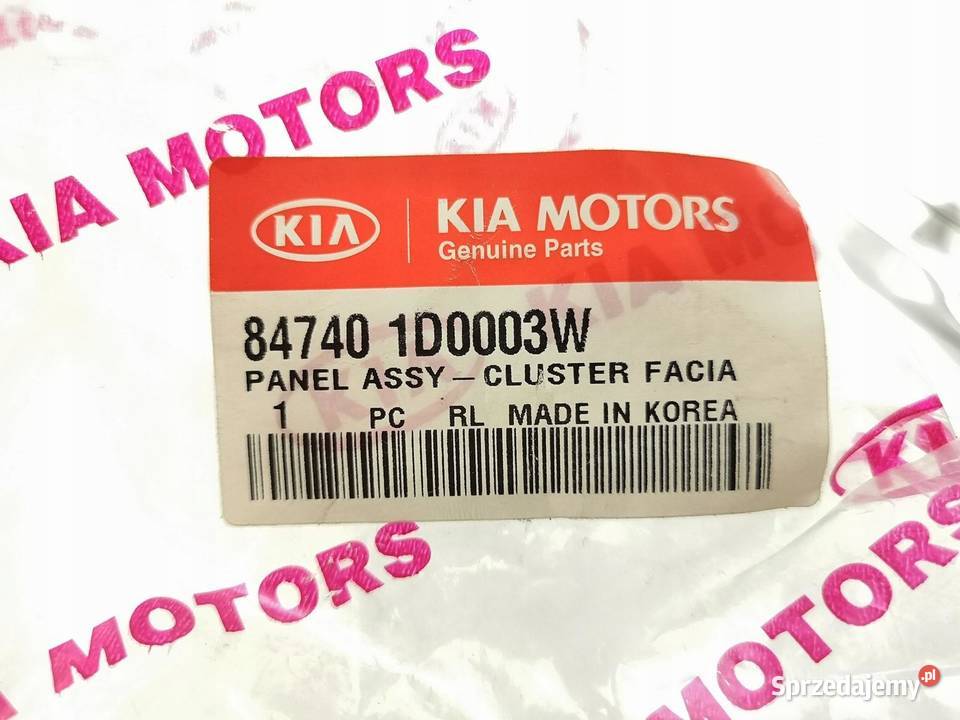 KIA MOTORS
KIA MOTORS
KIA | KIA MOTORS
Genuine Parts
84740 1D0003W
PANEL ASSY – CLUSTER FACIA
1 PC RL MADE IN KOREA
KIA
MOTORS
MOTORS
Sprzedajemy.pl